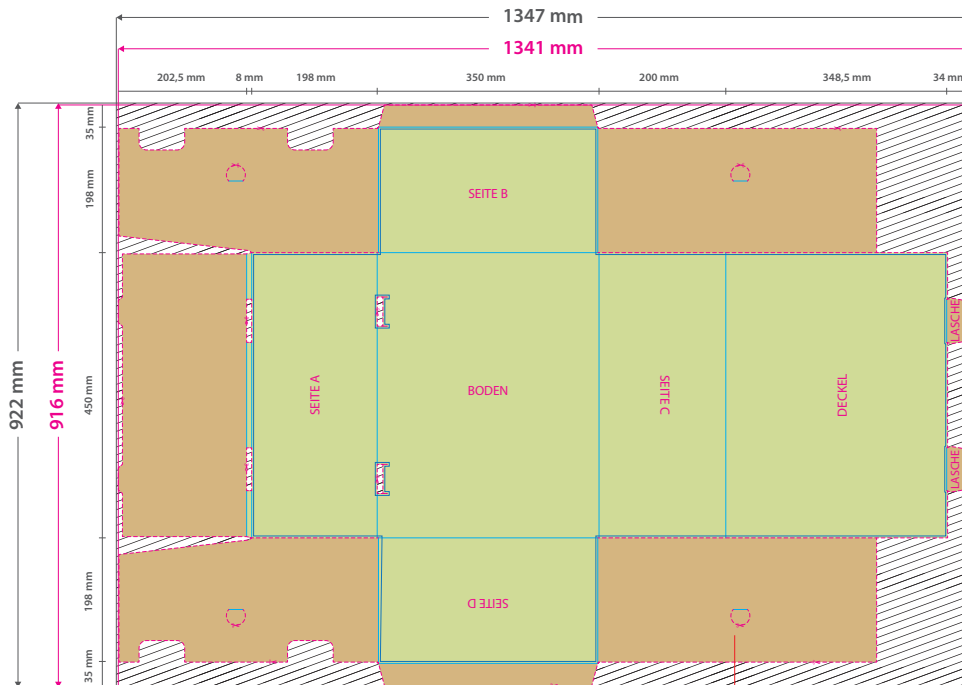 1347 mm
1341 mm
202,5 mm
8 mm
198 mm
350 mm
200 mm
348,5 mm
34 mm
35 mm
198 mm
922 mm
916 mm
450 mm
198 mm
35 mm
SEITE B
SEITE A
BODEN
SEITE C
DECKEL
LASCHE
LASCHE
SEITE D